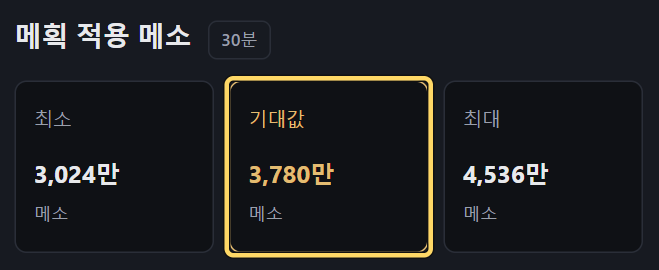 메획 적용 메소 30분
최소 기대값 최대
3,024만 3,780만 4,536만
메소 메소 메소